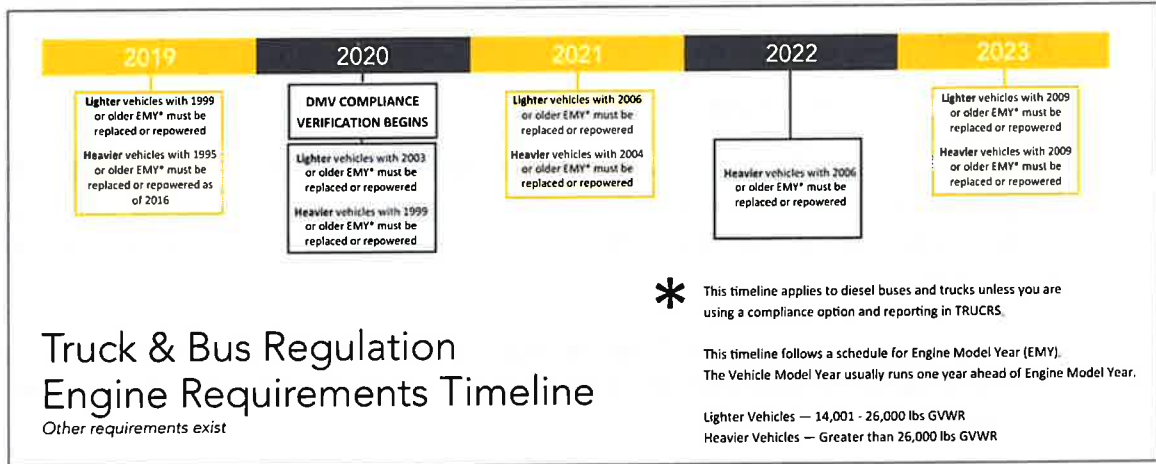 2019
2020
2021
2022
2023
Lighter vehicles with 1999
or older EMY* must be
replaced or repowered
Heavier vehicles with 1995
or older EMY* must be
replaced or repowered as
of 2016
DMV COMPLIANCE
VERIFICATION BEGINS
Lighter vehicles with 2003
or older EMY* must be
replaced or repowered
Heavier vehicles with 1999
or older EMY* must be
replaced or repowered
Lighter vehicles with 2006
or older EMY* must be
replaced or repowered
Heavier vehicles with 2004
or older EMY* must be
replaced or repowered
Heavier vehicles with 2006
or older EMY* must be
replaced or repowered
Lighter vehicles with 2009
or older EMY* must be
replaced or repowered
Heavier vehicles with 2009
or older EMY* must be
replaced or repowered
Truck & Bus Regulation
Engine Requirements Timeline
Other requirements exist
* This timeline applies to diesel buses and trucks unless you are
using a compliance option and reporting in TRUCRS.
This timeline follows a schedule for Engine Model Year (EMY).
The Vehicle Model Year usually runs one year ahead of Engine Model Year.
Lighter Vehicles — 14,001 - 26,000 lbs GVWR
Heavier Vehicles — Greater than 26,000 lbs GVWR